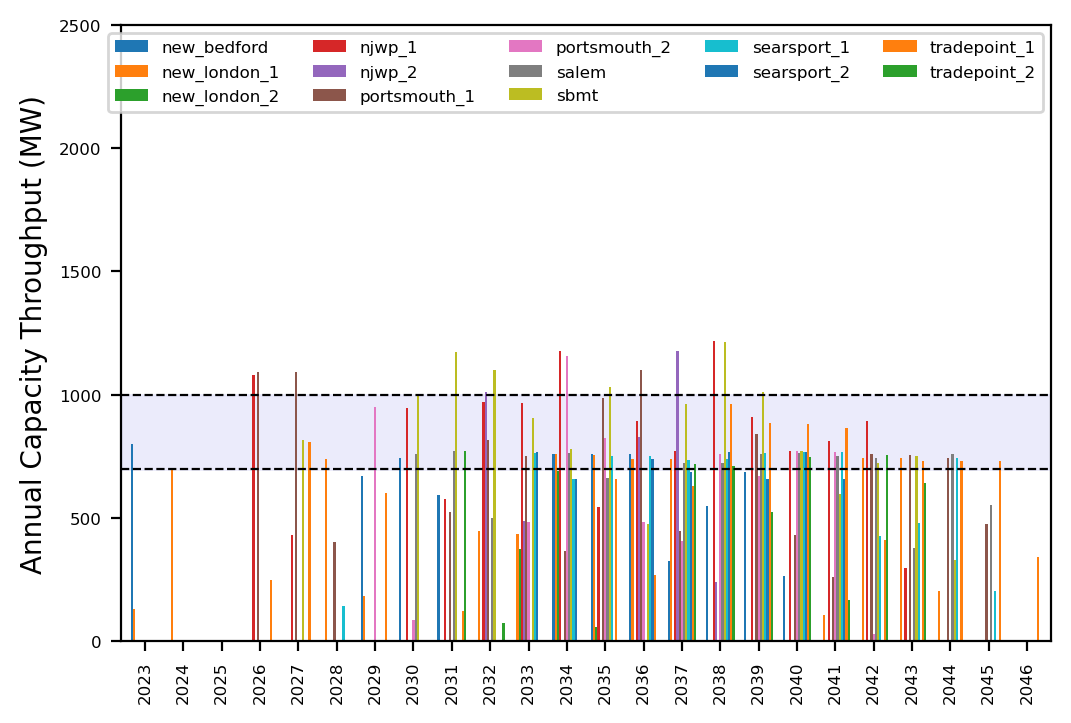 Annual Capacity Throughput (MW)
2500
2000
1500
1000
500
0
new_bedford njwp_1 portsmouth_2 searsport_1 tradepoint_1
new_london_1 njwp_2 salem searsport_2 tradepoint_2
new_london_2 portsmouth_1 sbmt
2023 2024 2025 2026 2027 2028 2029 2030 2031 2032 2033 2034 2035 2036 2037 2038 2039 2040 2041 2042 2043 2044 2045 2046